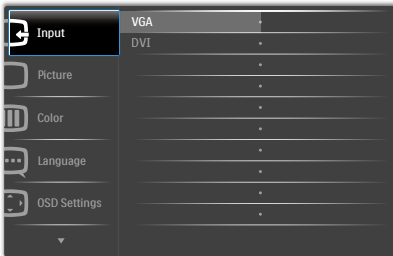 Input
Picture
Color
Language
OSD Settings
VGA
DVI